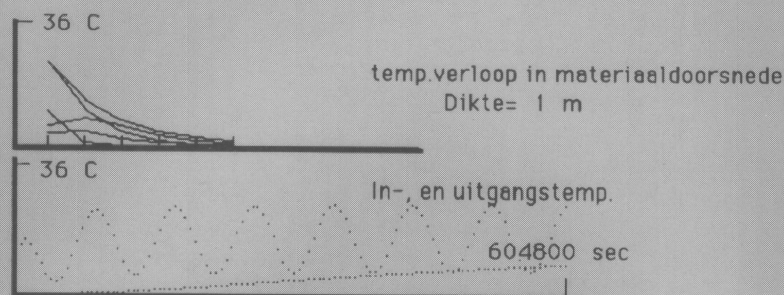 36 C
temp.verloop in materiaaldoorsnede
Dikte= 1 m
36 C
In-, en uitgangstemp.
604800 sec